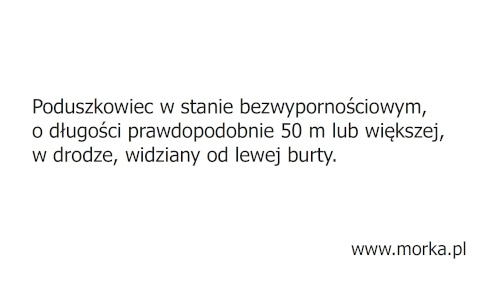 Poduszkowiec w stanie bezwypornościowym,
o długości prawdopodobnie 50 m lub większej,
w drodze, widziany od lewej burty.
www.morka.pl